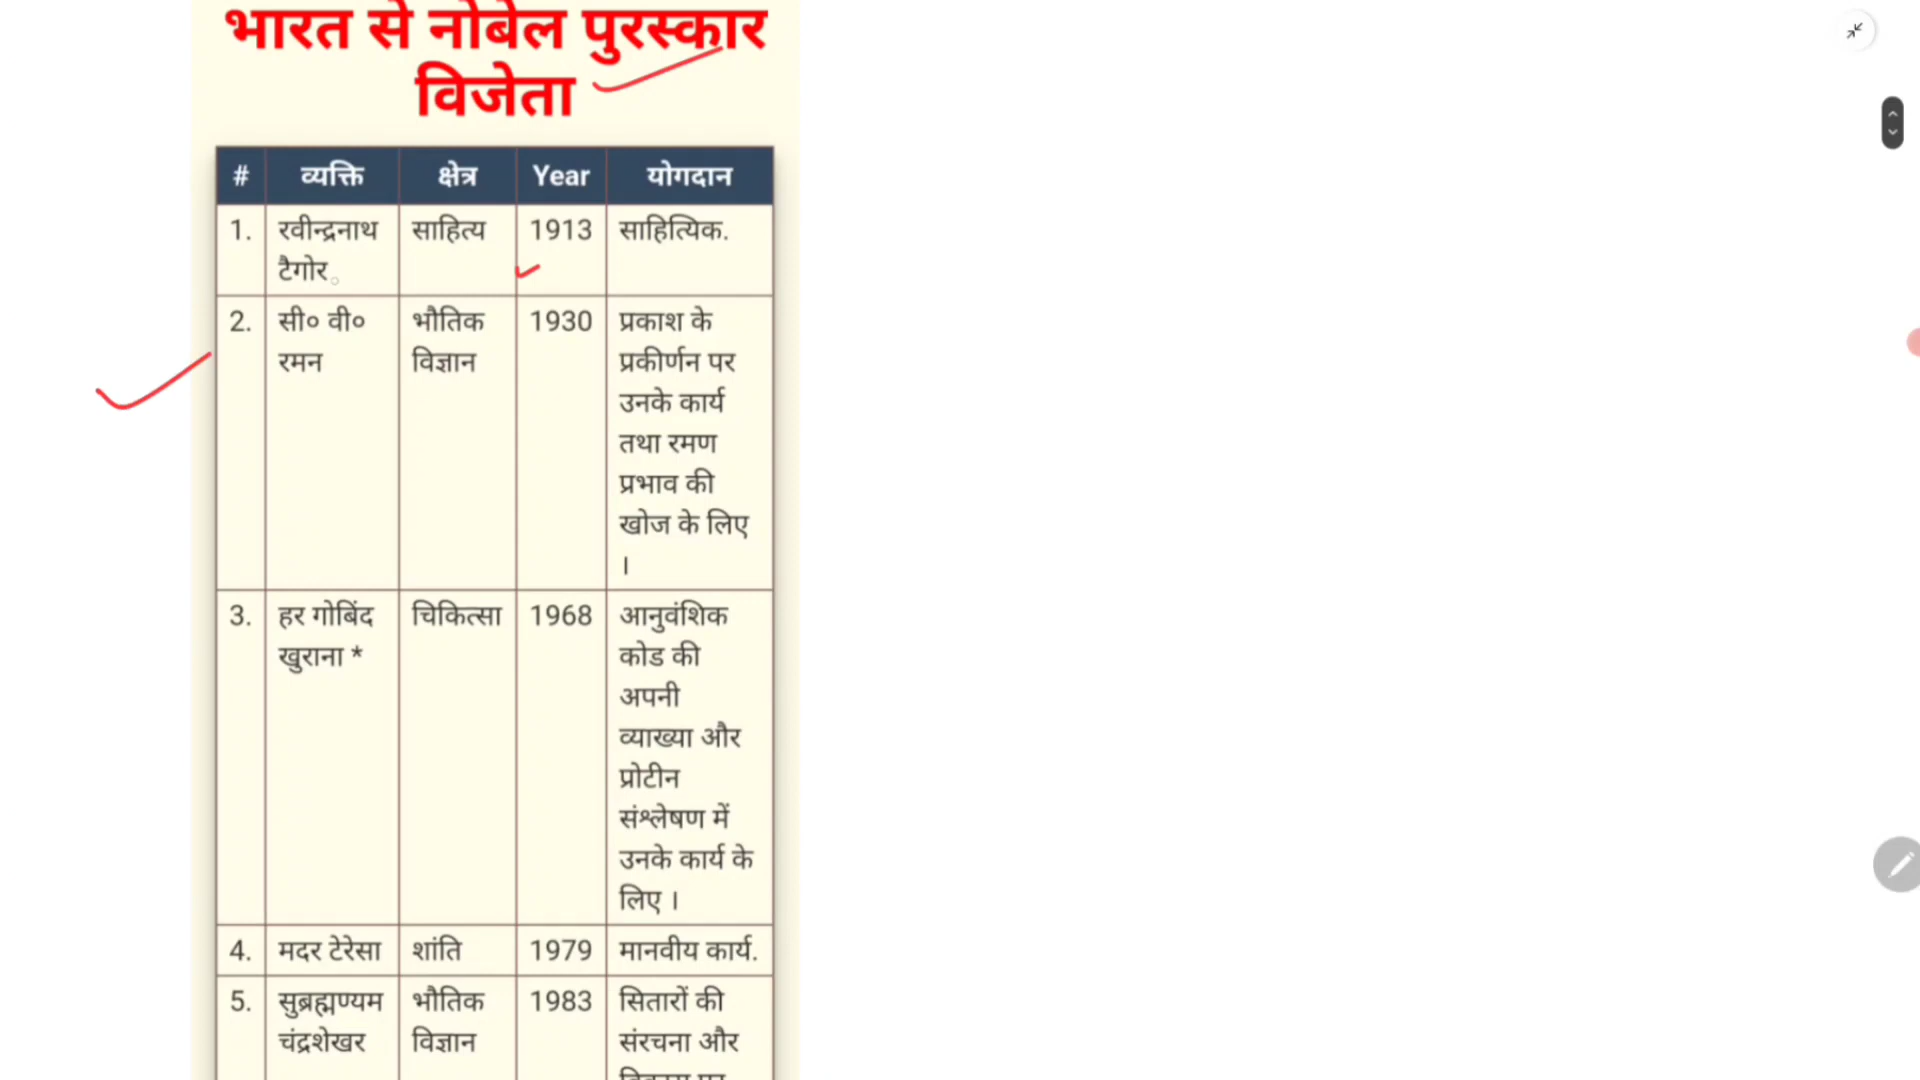 भारत से नोबेल पुरस्कार
विजेता
# व्यक्ति क्षेत्र Year योगदान
1. रवीन्द्रनाथ टैगोर साहित्य 1913 साहित्यिक.
2. सी० वी० रमन भौतिक विज्ञान 1930 प्रकाश के
प्रकीर्णन पर
उनके कार्य
तथा रमण
प्रभाव की
खोज के लिए
।
3. हर गोबिंद खुराना * चिकित्सा 1968 आनुवंशिक
कोड की
अपनी
व्याख्या और
प्रोटीन
संश्लेषण में
उनके कार्य के
लिए ।
4. मदर टेरेसा शांति 1979 मानवीय कार्य.
5. सुब्रह्मण्यम चंद्रशेखर भौतिक विज्ञान 1983 सितारों की
संरचना और